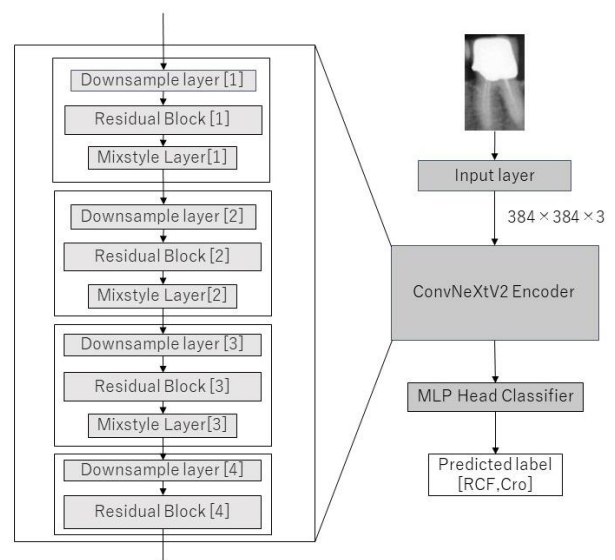 Downsample layer [1]
Residual Block [1]
Mixstyle Layer[1]
Downsample layer [2]
Residual Block [2]
Mixstyle Layer[2]
Downsample layer [3]
Residual Block [3]
Mixstyle Layer[3]
Downsample layer [4]
Residual Block [4]
Input layer
384×384×3
ConvNeXtV2 Encoder
MLP Head Classifier
Predicted label
[RCF,Cro]